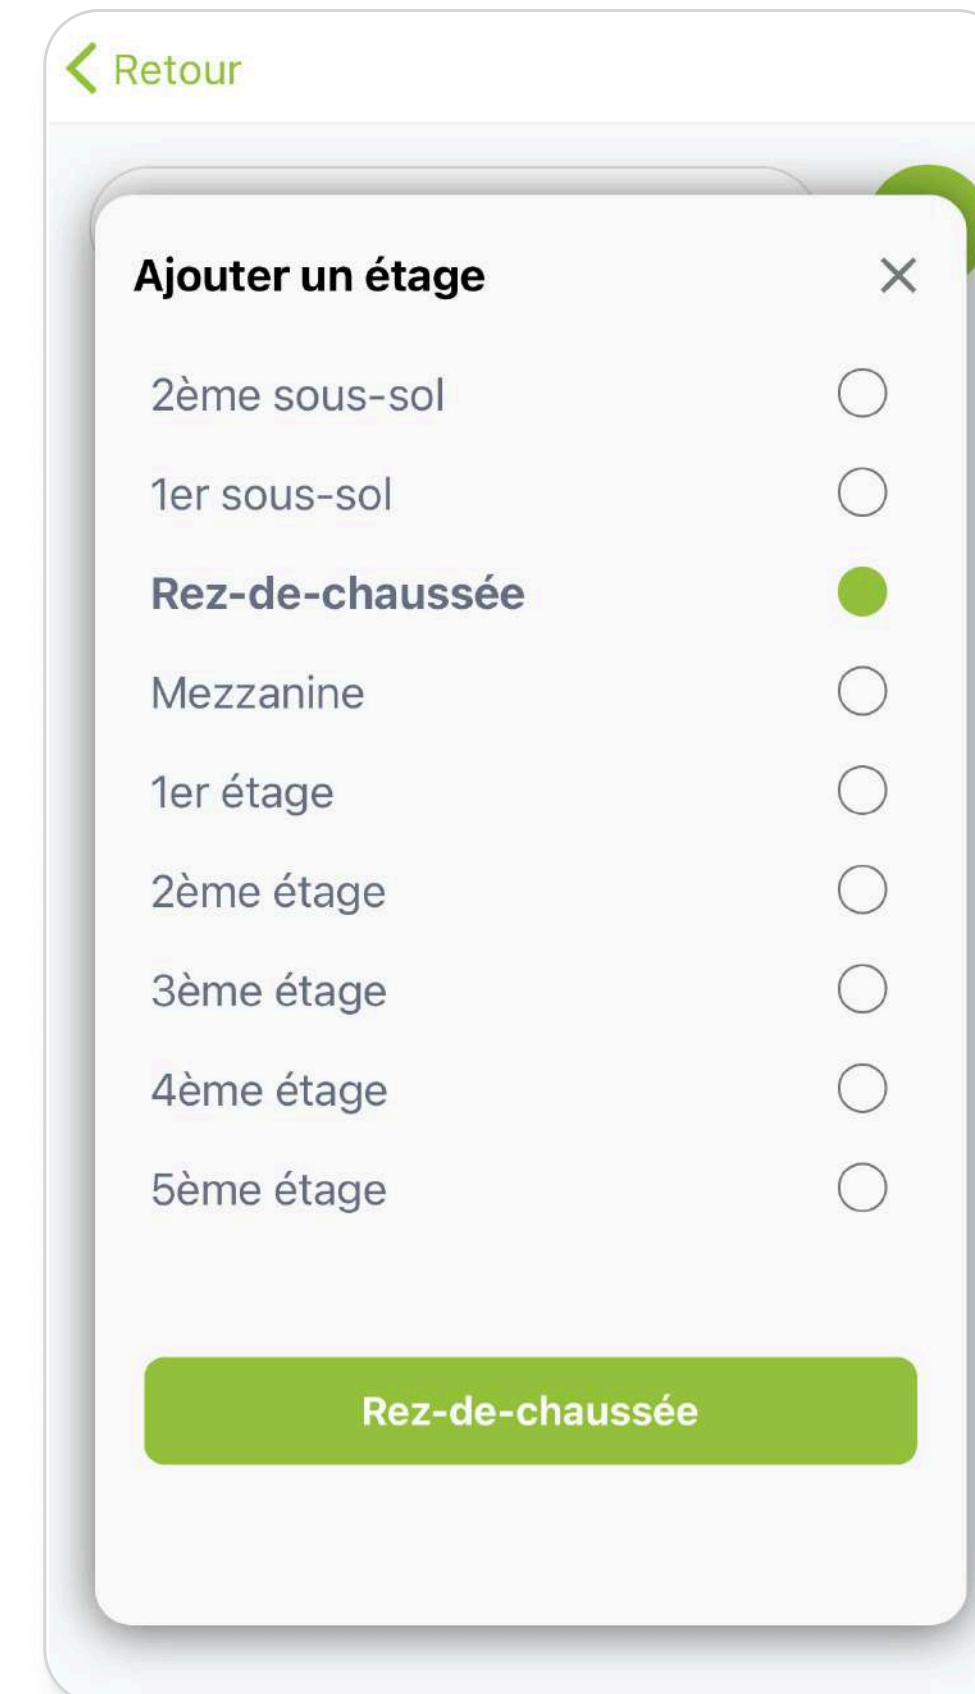 Retour
Ajouter un étage
2ème sous-sol
1er sous-sol
Rez-de-chaussée
Mezzanine
1er étage
2ème étage
3ème étage
4ème étage
5ème étage
Rez-de-chaussée